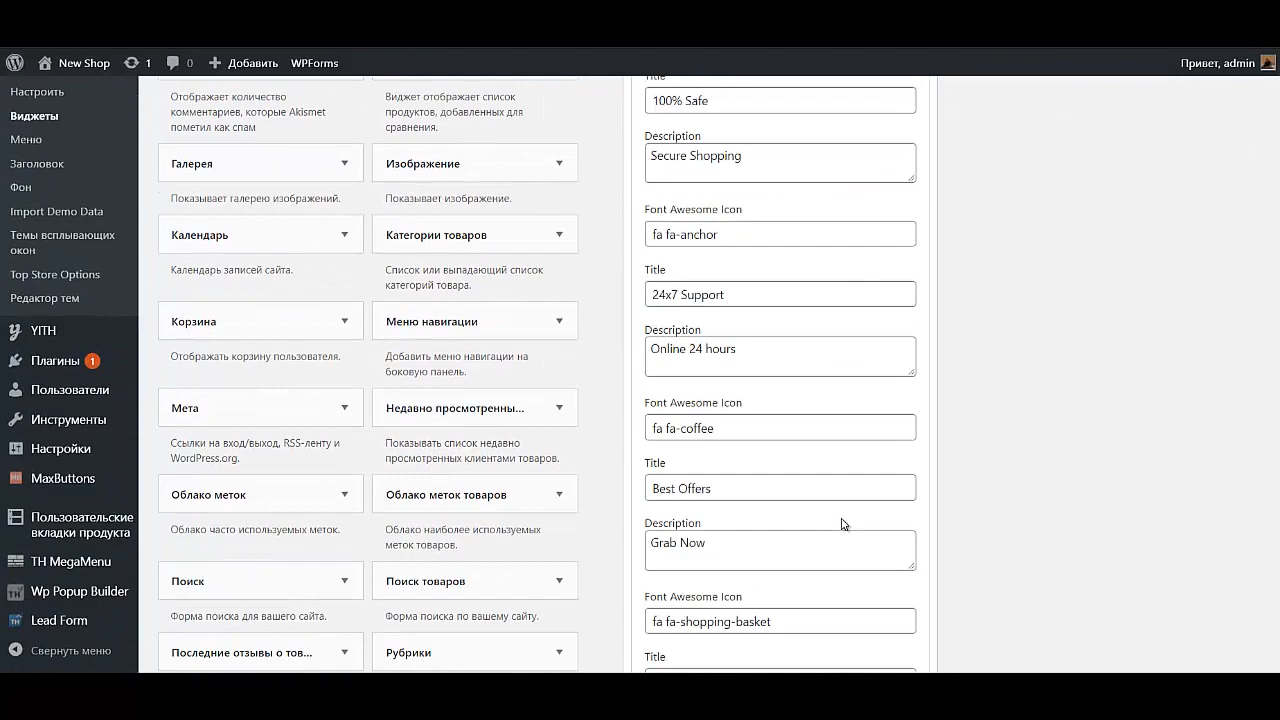 New Shop 1 0 Добавить WPForms Привет, admin
Настроить
Виджеты
Меню
Заголовок
Фон
Import Demo Data
Темы всплывающих
окон
Top Store Options
Редактор тем
YITH
Плагины 1
Пользователи
Инструменты
Настройки
MaxButtons
Пользовательские
вкладки продукта
TH MegaMenu
Wp Popup Builder
Lead Form
Свернуть меню
Отображает количество
комментариев, которые Akismet
пометил как спам
Галерея
Показывает галерею изображений.
Календарь
Календарь записей сайта.
Корзина
Отображать корзину пользователя.
Мета
Ссылки на вход/выход, RSS-ленту и
WordPress.org.
Облако меток
Облако часто используемых меток.
Поиск
Форма поиска для вашего сайта.
Последние отзывы о тов...
Виджет отображает список
продуктов, добавленных для
сравнения.
Изображение
Показывает изображение.
Категории товаров
Список или выпадающий список
категорий товара.
Меню навигации
Добавить меню навигации на
боковую панель.
Недавно просмотренны...
Показывать список недавно
просмотренных клиентами товаров.
Облако меток товаров
Облако наиболее используемых
меток товаров.
Поиск товаров
Форма поиска по вашему сайту.
Рубрики
Title
100% Safe
Description
Secure Shopping
Font Awesome Icon
fa fa-anchor
Title
24x7 Support
Description
Online 24 hours
Font Awesome Icon
fa fa-coffee
Title
Best Offers
Description
Grab Now
Font Awesome Icon
fa fa-shopping-basket
Title